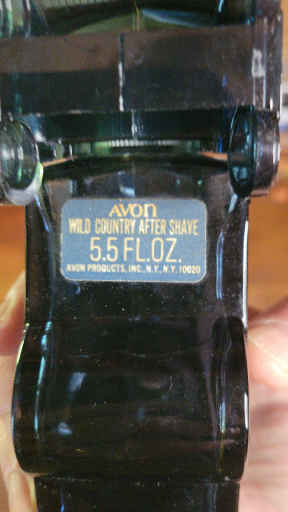 AVON
WILD COUNTRY AFTER SHAVE
5.5 FL.OZ.
AVON PRODUCTS, INC., N.Y., N.Y. 10020